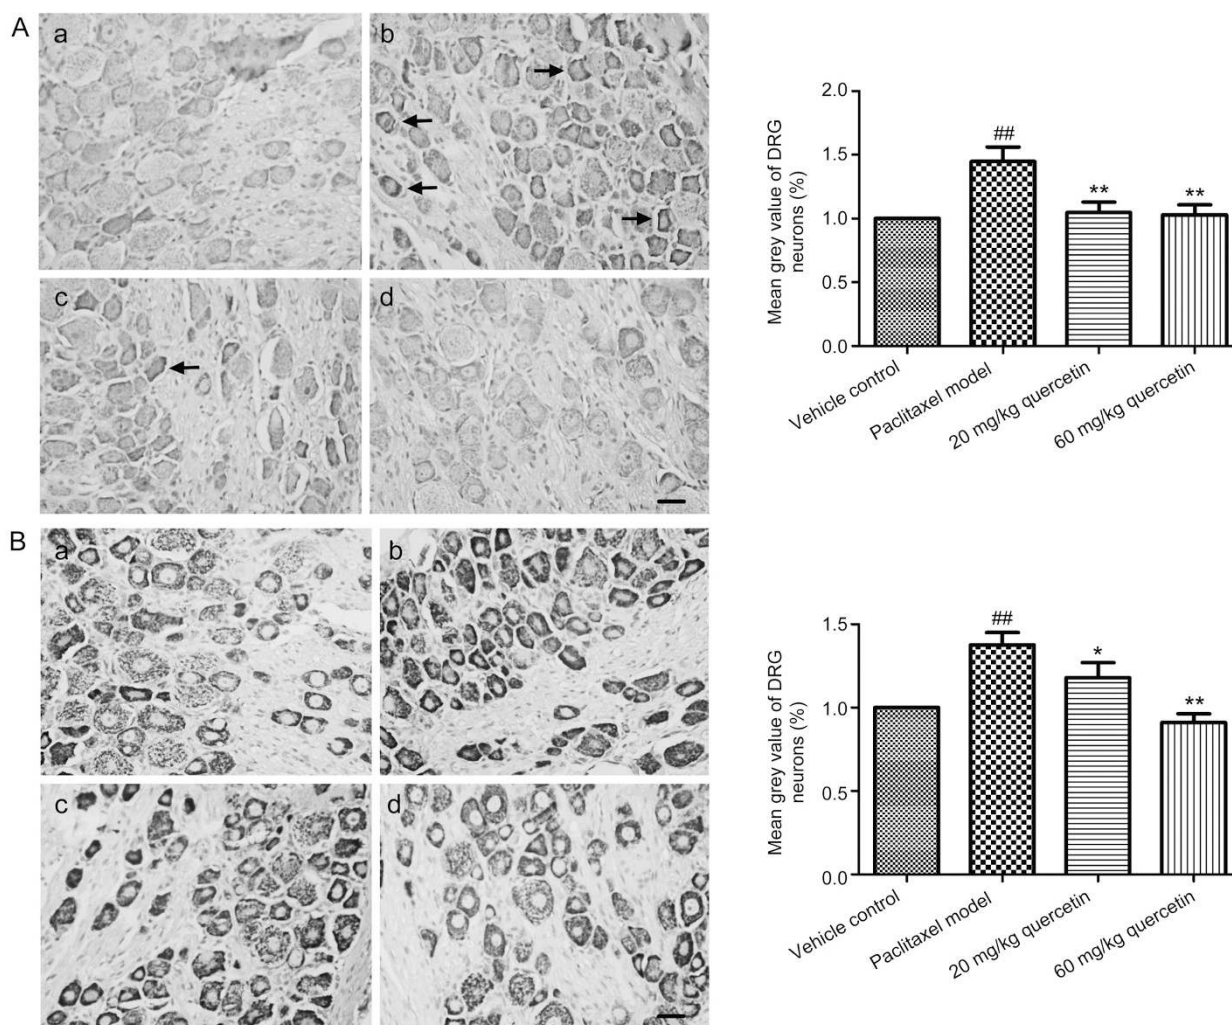 A
a
b
c
d
Mean grey value of DRG
neurons (%)
2.0
1.5
1.0
0.5
0.0
##
**
**
Vehicle control
Paclitaxel model
20 mg/kg quercetin
60 mg/kg quercetin
B
a
b
c
d
Mean grey value of DRG
neurons (%)
1.5
1.0
0.5
0.0
##
*
**
Vehicle control
Paclitaxel model
20 mg/kg quercetin
60 mg/kg quercetin